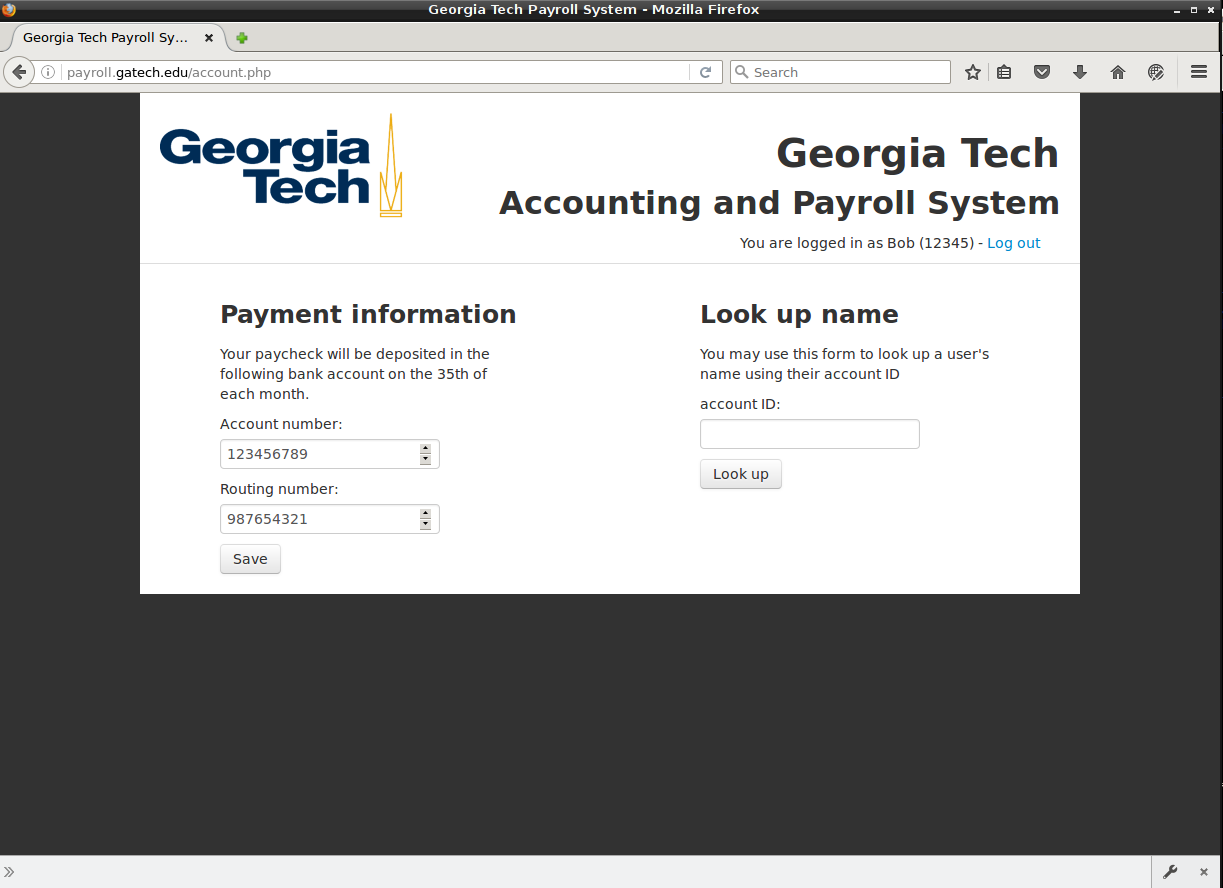 Georgia Tech Payroll System - Mozilla Firefox
Georgia Tech Payroll Sy...
payroll.gatech.edu/account.php
Search
Georgia
Tech
Georgia Tech
Accounting and Payroll System
You are logged in as Bob (12345) - Log out
Payment information
Your paycheck will be deposited in the
following bank account on the 35th of
each month.
Account number:
123456789
Routing number:
987654321
Save
Look up name
You may use this form to look up a user's
name using their account ID
account ID:
Look up